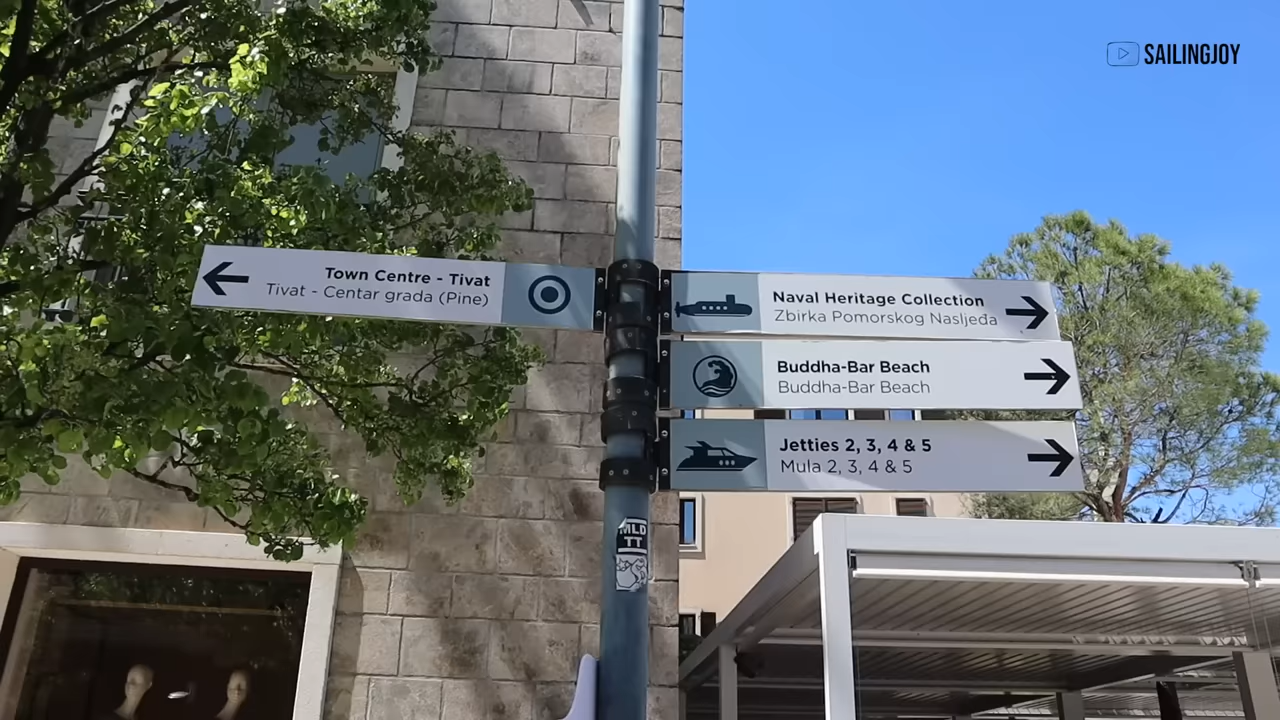 SAILINGJOY
Town Centre - Tivat
Tivat - Centar grada (Pine)
Naval Heritage Collection
Zbirka Pomorskog Nasljeđa
Buddha-Bar Beach
Buddha-Bar Beach
Jetties 2, 3, 4 & 5
Mula 2, 3, 4 & 5
MLD
TT